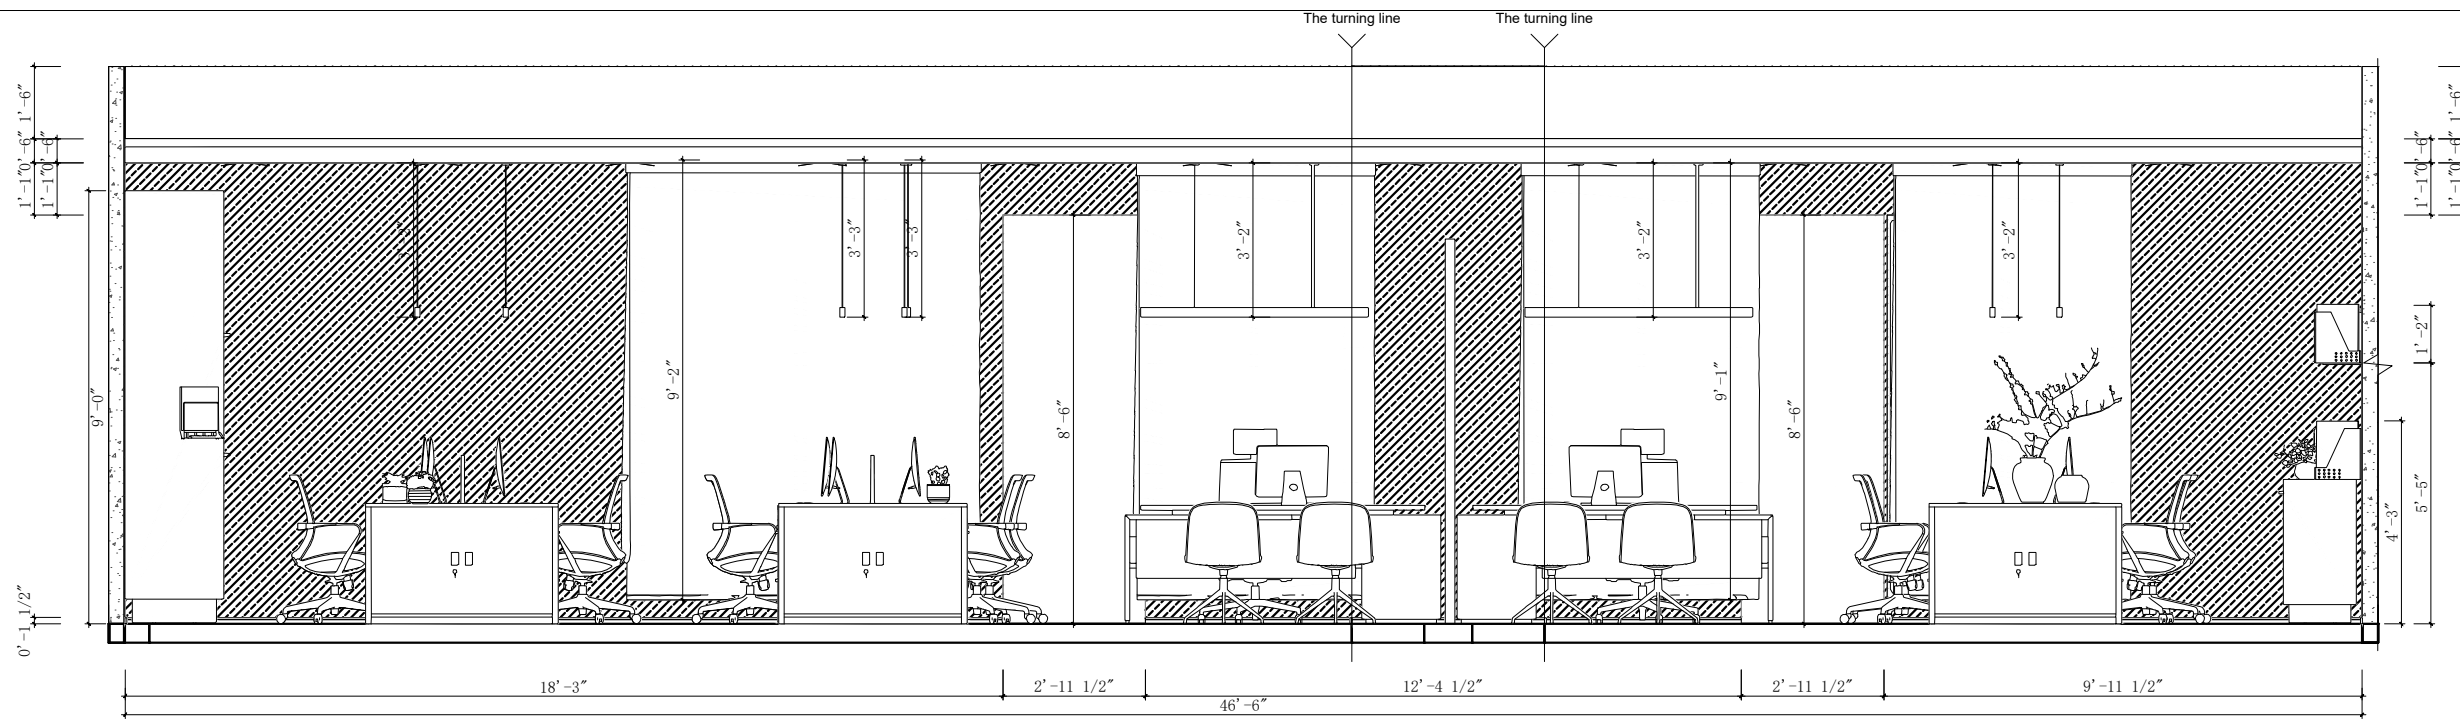 The turning line The turning line
1'-6" 1'-6"
0'-6" 0'-6" 0'-6" 0'-6"
1'-1" 1'-1" 1'-1" 1'-1"
3'-3" 3'-3" 3'-2" 3'-2" 3'-2"
1'-2"
9'-0" 9'-2" 8'-6" 9'-1" 8'-6"
4'-3" 5'-5"
0'-1 1/2"
18'-3" 2'-11 1/2" 12'-4 1/2" 2'-11 1/2" 9'-11 1/2"
46'-6"